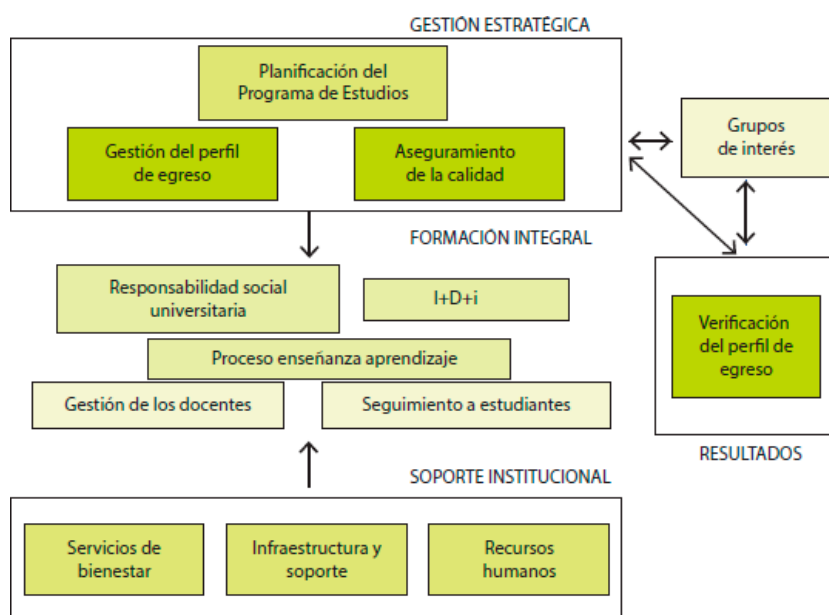 GESTIÓN ESTRATÉGICA
Planificación del
Programa de Estudios
Gestión del perfil
de egreso
Aseguramiento
de la calidad
Grupos
de interés
FORMACIÓN INTEGRAL
Responsabilidad social
universitaria
I+D+i
Proceso enseñanza aprendizaje
Gestión de los docentes
Seguimiento a estudiantes
Verificación
del perfil de
egreso
RESULTADOS
SOPORTE INSTITUCIONAL
Servicios de
bienestar
Infraestructura y
soporte
Recursos
humanos